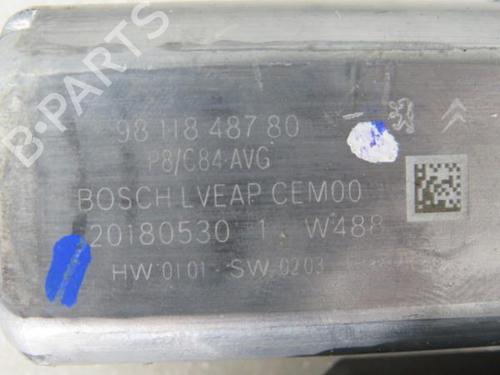 B-PARTS
98 118 487 80
P8/C84 AVG
BOSCH LVEAP CEM00
20180530 1 W488
HW 0101 - SW 0203